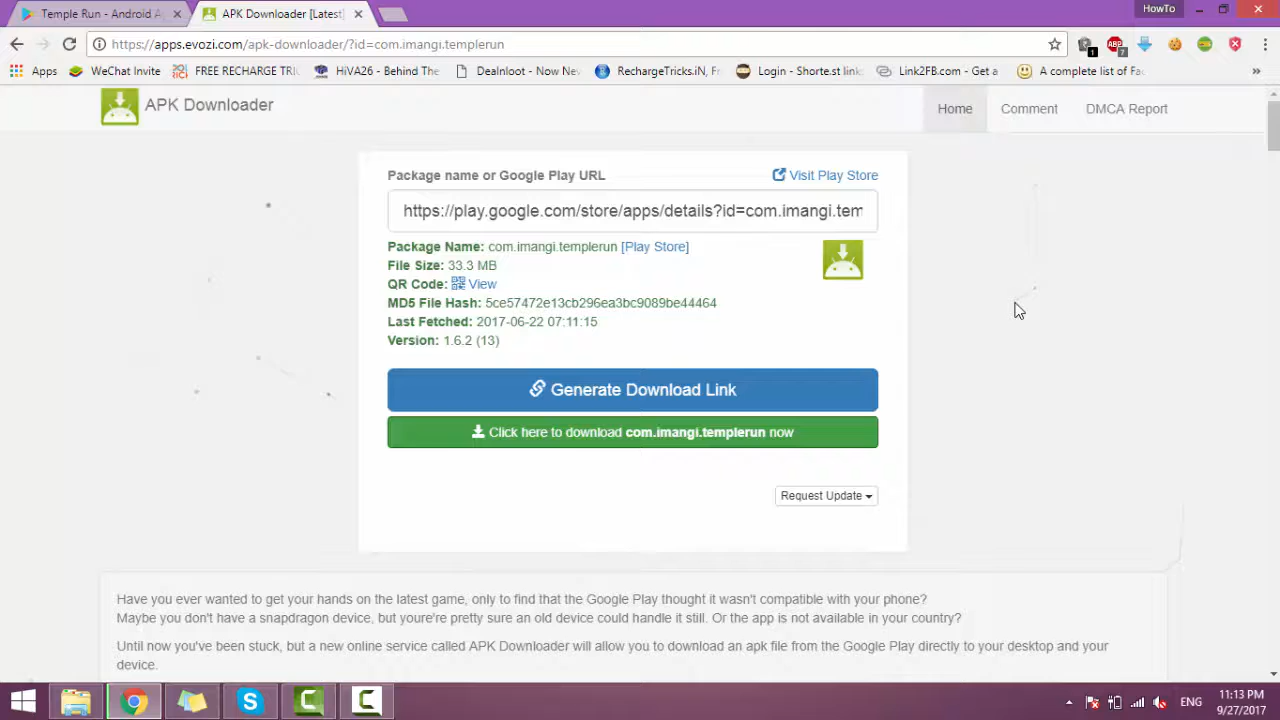 Temple Run - Android A
APK Downloader [Latest]
HowTo
https://apps.evozi.com/apk-downloader/?id=com.imangi.templerun
1
ABP
7
Apps
WeChat Invite
FREE RECHARGE TRIC
HiVA26 - Behind The
Dealnloot - Now New
RechargeTricks.iN, Fr
Login - Shorte.st links
Link2FB.com - Get a
A complete list of Fac
»
APK Downloader
Home
Comment
DMCA Report
Package name or Google Play URL
Visit Play Store
https://play.google.com/store/apps/details?id=com.imangi.tem
Package Name: com.imangi.templerun [Play Store]
File Size: 33.3 MB
QR Code: View
MD5 File Hash: 5ce57472e13cb296ea3bc9089be44464
Last Fetched: 2017-06-22 07:11:15
Version: 1.6.2 (13)
Generate Download Link
Click here to download com.imangi.templerun now
Request Update
Have you ever wanted to get your hands on the latest game, only to find that the Google Play thought it wasn't compatible with your phone?
Maybe you don't have a snapdragon device, but youre're pretty sure an old device could handle it still. Or the app is not available in your country?
Until now you've been stuck, but a new online service called APK Downloader will allow you to download an apk file from the Google Play directly to your desktop and your
device.
ENG
11:13 PM
9/27/2017